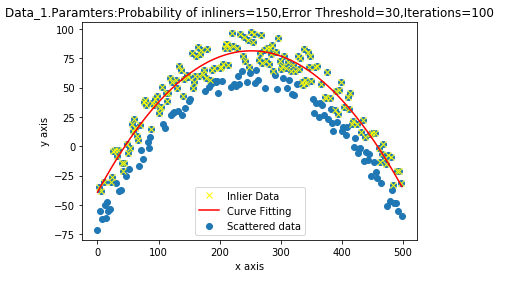 Data_1.Paramters:Probability of inliners=150,Error Threshold=30,Iterations=100
100
75
50
25
0
−25
−50
−75
y axis
Inlier Data
Curve Fitting
Scattered data
0
100
200
300
400
500
x axis